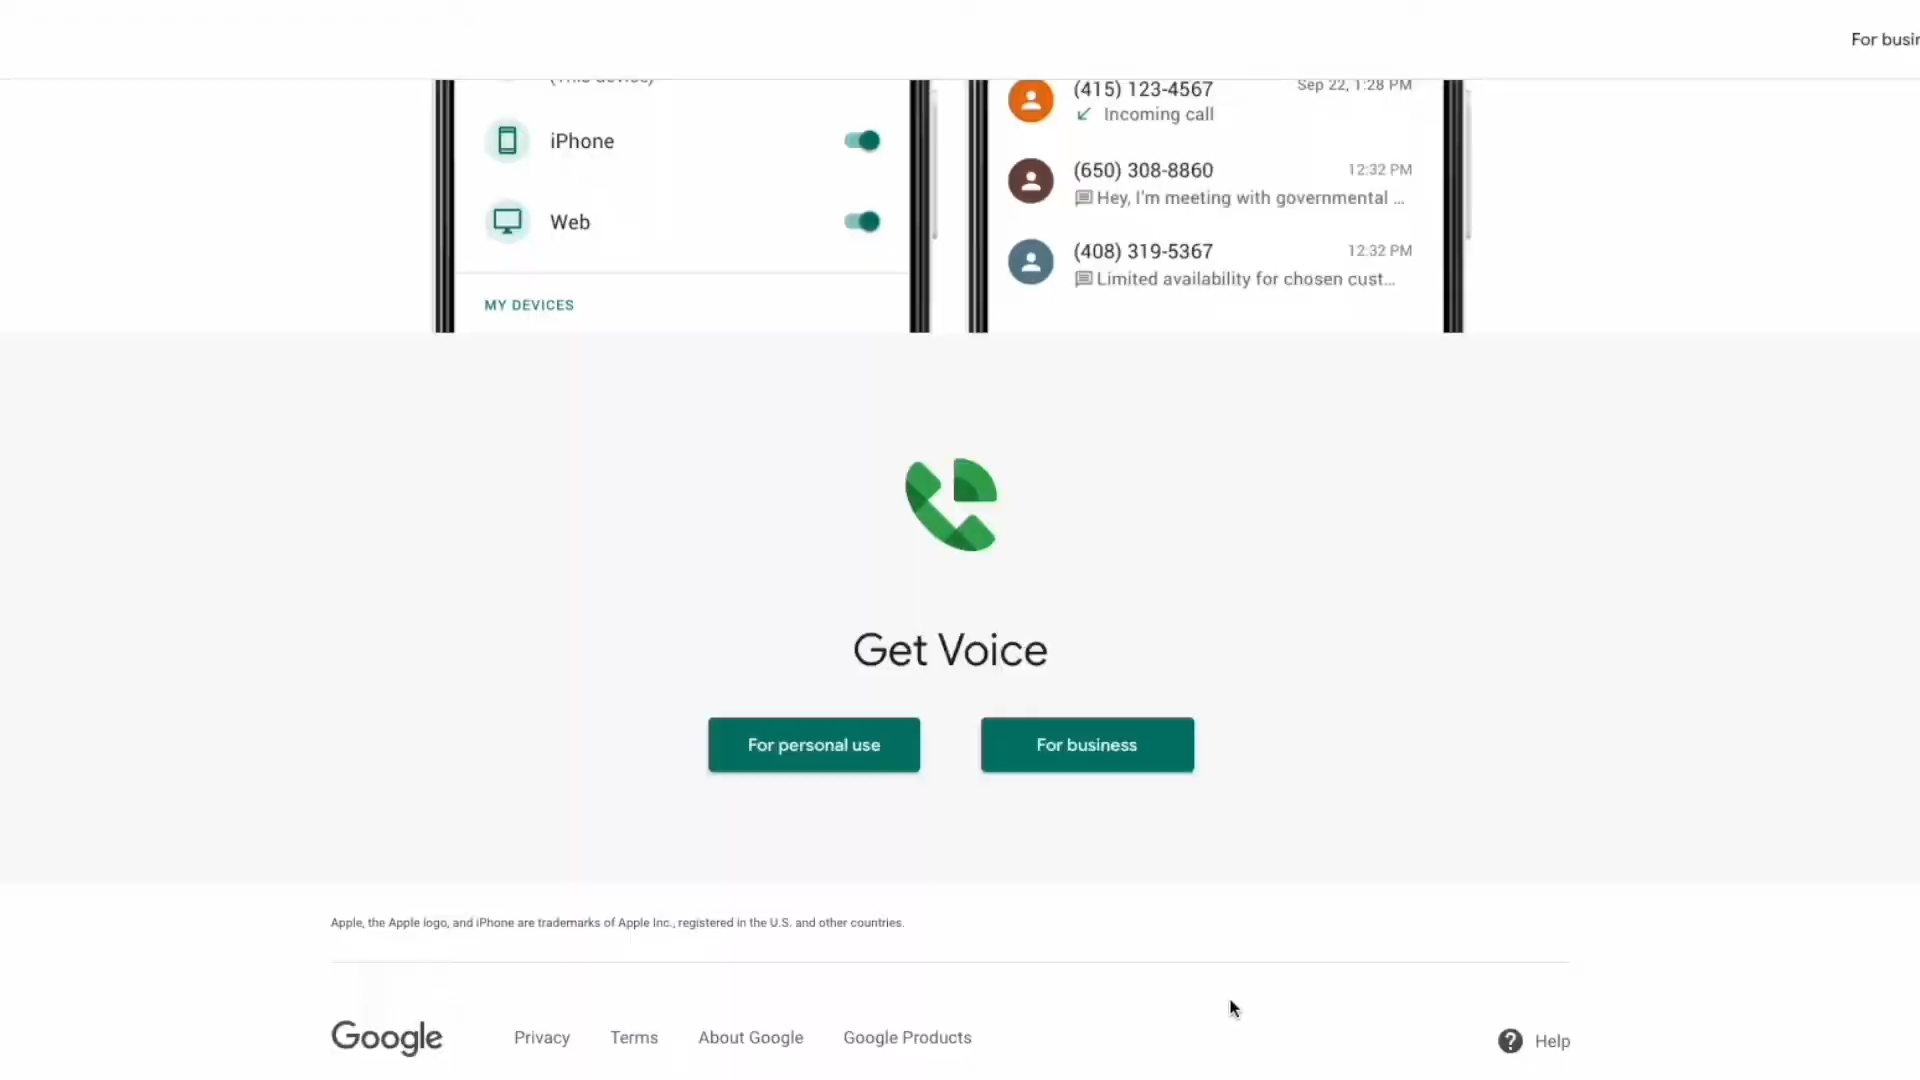 For busin
(This device)
iPhone
Web
MY DEVICES
(415) 123-4567
Sep 22, 1:28 PM
Incoming call
(650) 308-8860
12:32 PM
Hey, I'm meeting with governmental ...
(408) 319-5367
12:32 PM
Limited availability for chosen cust...
Get Voice
For personal use
For business
Apple, the Apple logo, and iPhone are trademarks of Apple Inc., registered in the U.S. and other countries.
Google
Privacy
Terms
About Google
Google Products
Help